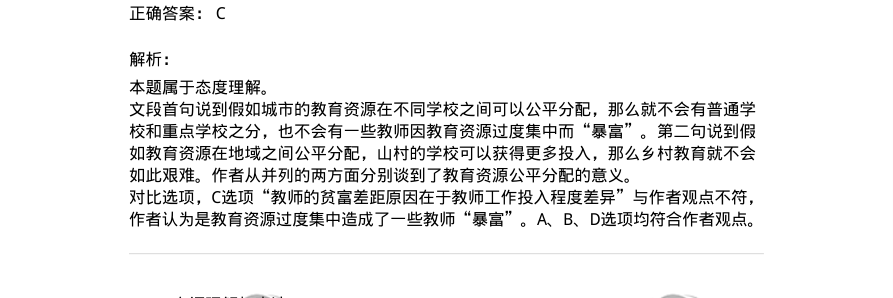 正确答案： C
解析：
本题属于态度理解。
文段首句说到假如城市的教育资源在不同学校之间可以公平分配，那么就不会有普通学
校和重点学校之分，也不会有一些教师因教育资源过度集中而“暴富”。第二句说到假
如教育资源在地域之间公平分配，山村的学校可以获得更多投入，那么乡村教育就不会
如此艰难。作者从并列的两方面分别谈到了教育资源公平分配的意义。
对比选项，C选项“教师的贫富差距原因在于教师工作投入程度差异”与作者观点不符，
作者认为是教育资源过度集中造成了一些教师“暴富”。A、B、D选项均符合作者观点。